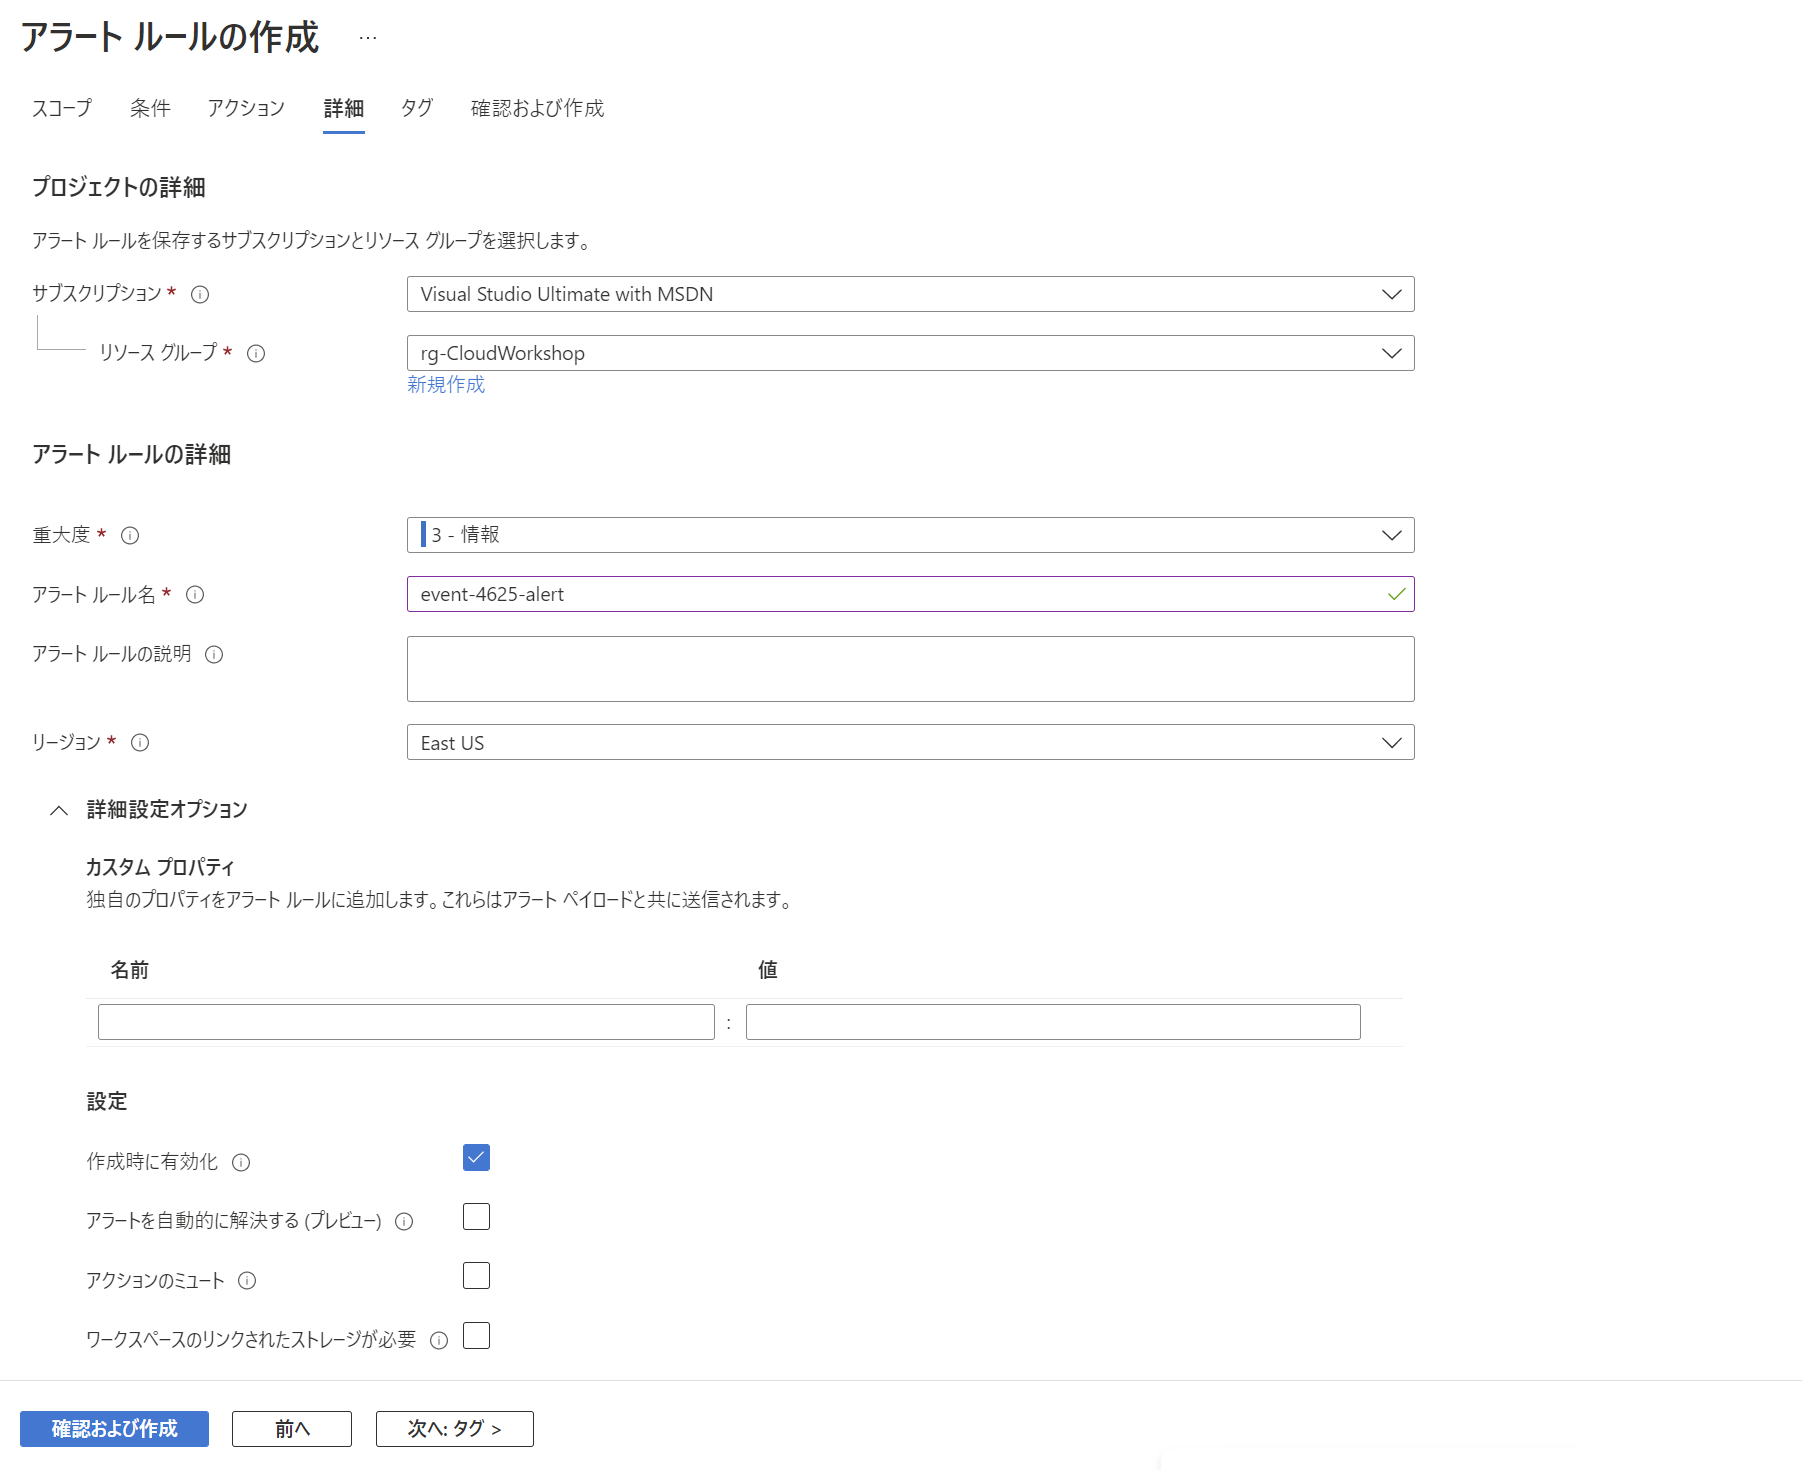 アラート ルールの作成 …
スコープ 条件 アクション 詳細 タグ 確認および作成
プロジェクトの詳細
アラート ルールを保存するサブスクリプションとリソース グループを選択します。
サブスクリプション * Visual Studio Ultimate with MSDN
リソース グループ * rg-CloudWorkshop
新規作成
アラート ルールの詳細
重大度 * 3 - 情報
アラート ルール名 * event-4625-alert
アラート ルールの説明
リージョン * East US
詳細設定オプション
カスタム プロパティ
独自のプロパティをアラート ルールに追加します。これらはアラート ペイロードと共に送信されます。
名前 値
:
設定
作成時に有効化
アラートを自動的に解決する (プレビュー)
アクションのミュート
ワークスペースのリンクされたストレージが必要
確認および作成 前へ 次へ: タグ >